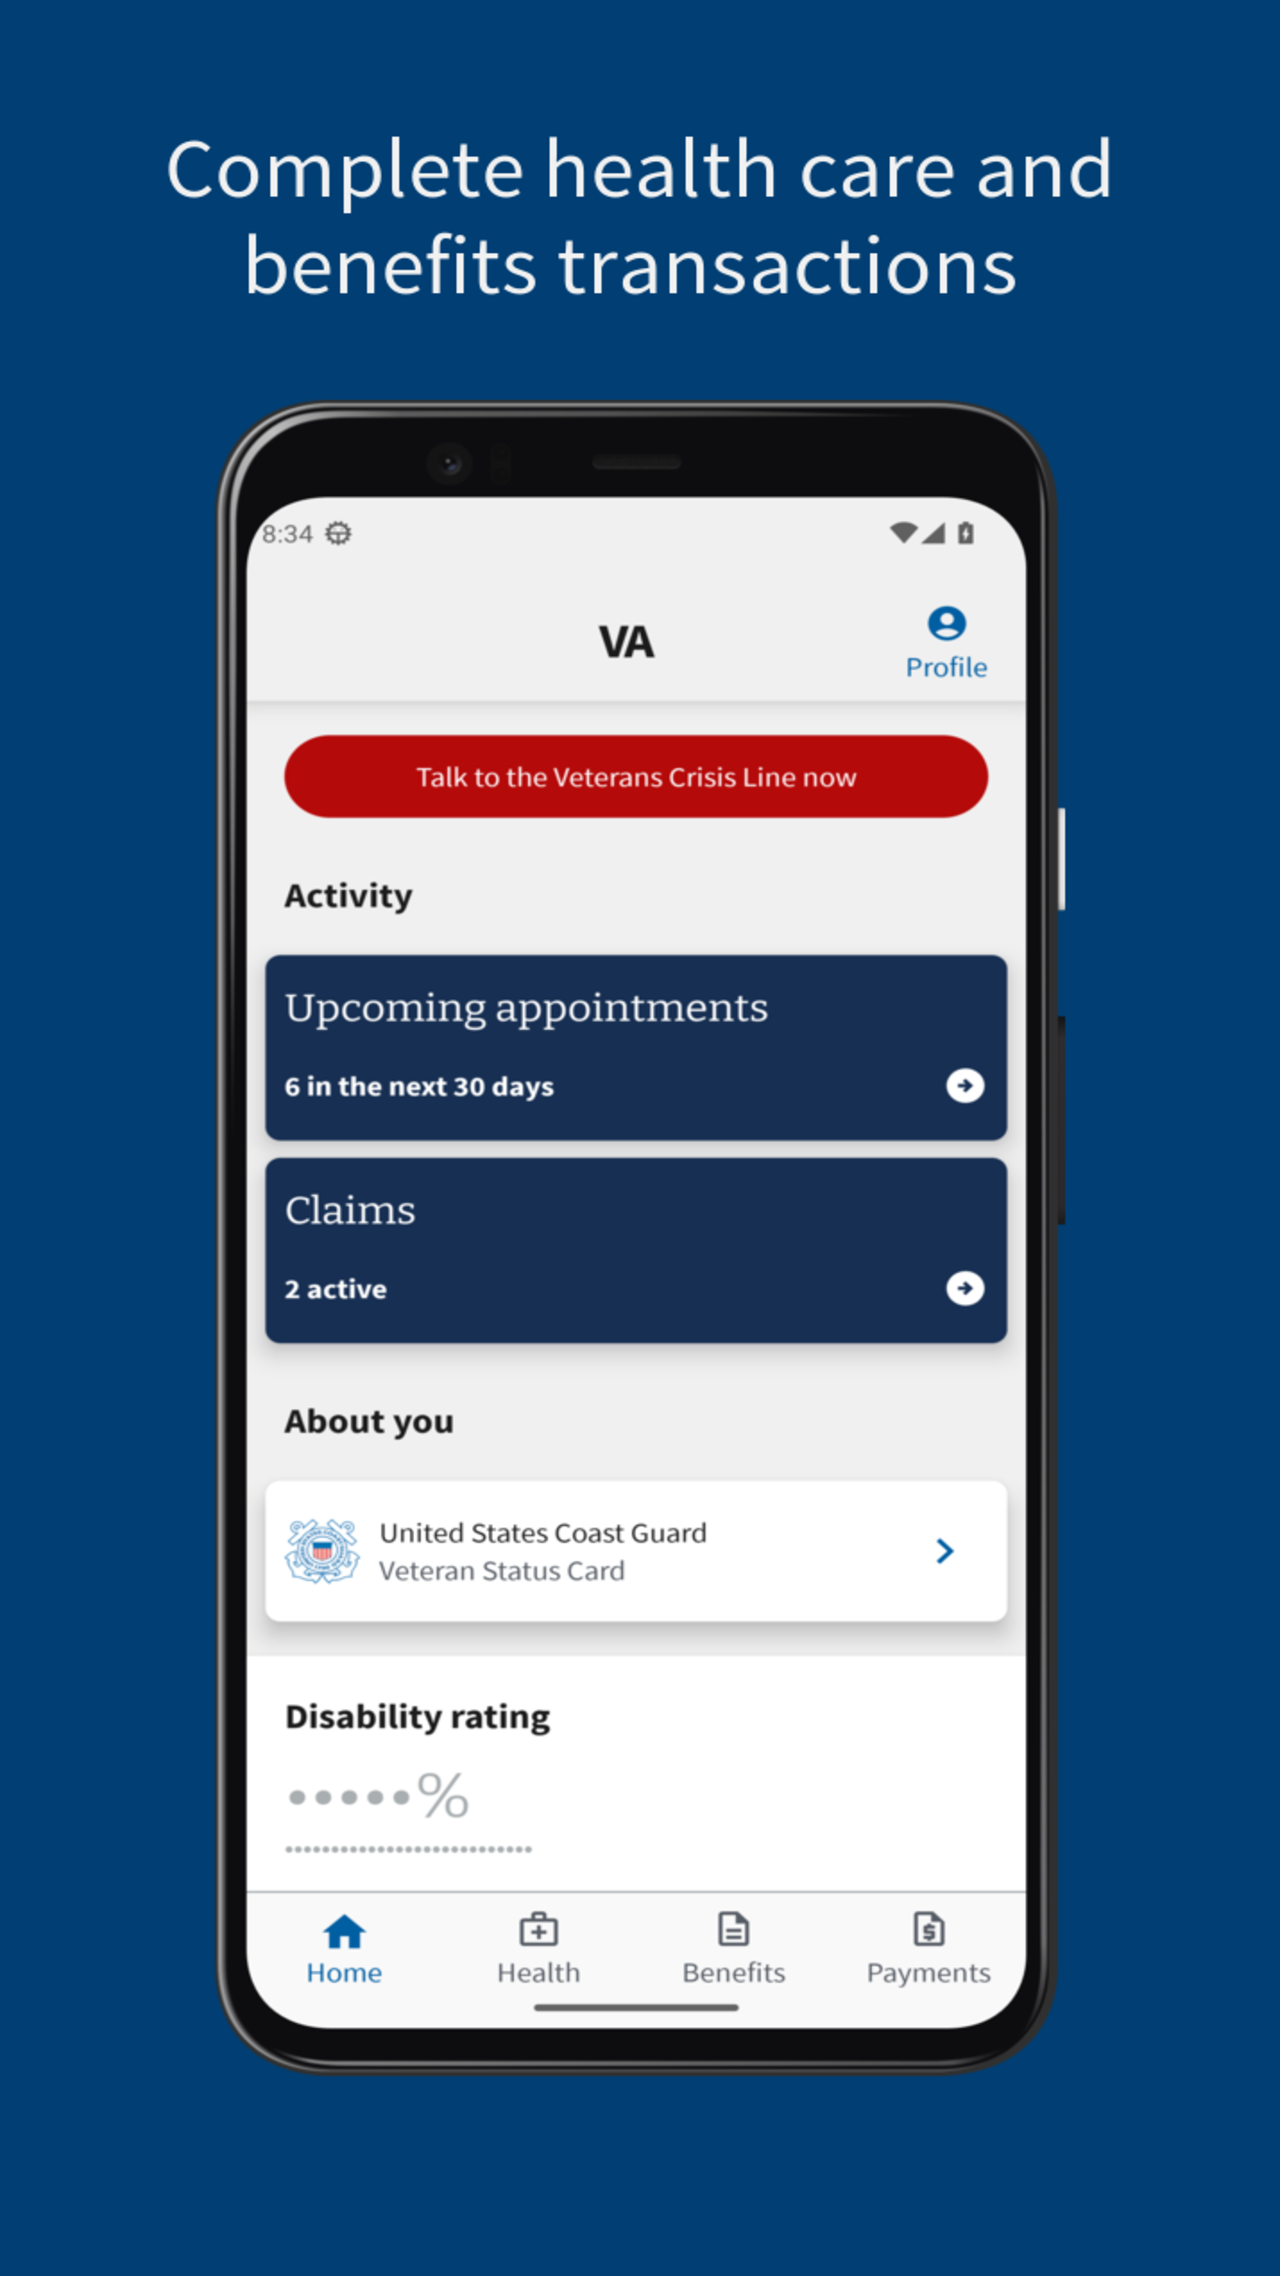 Complete health care and
benefits transactions
8:34
VA
Profile
Talk to the Veterans Crisis Line now
Activity
Upcoming appointments
6 in the next 30 days
Claims
2 active
About you
United States Coast Guard
Veteran Status Card
Disability rating
•••••%
Home
Health
Benefits
Payments